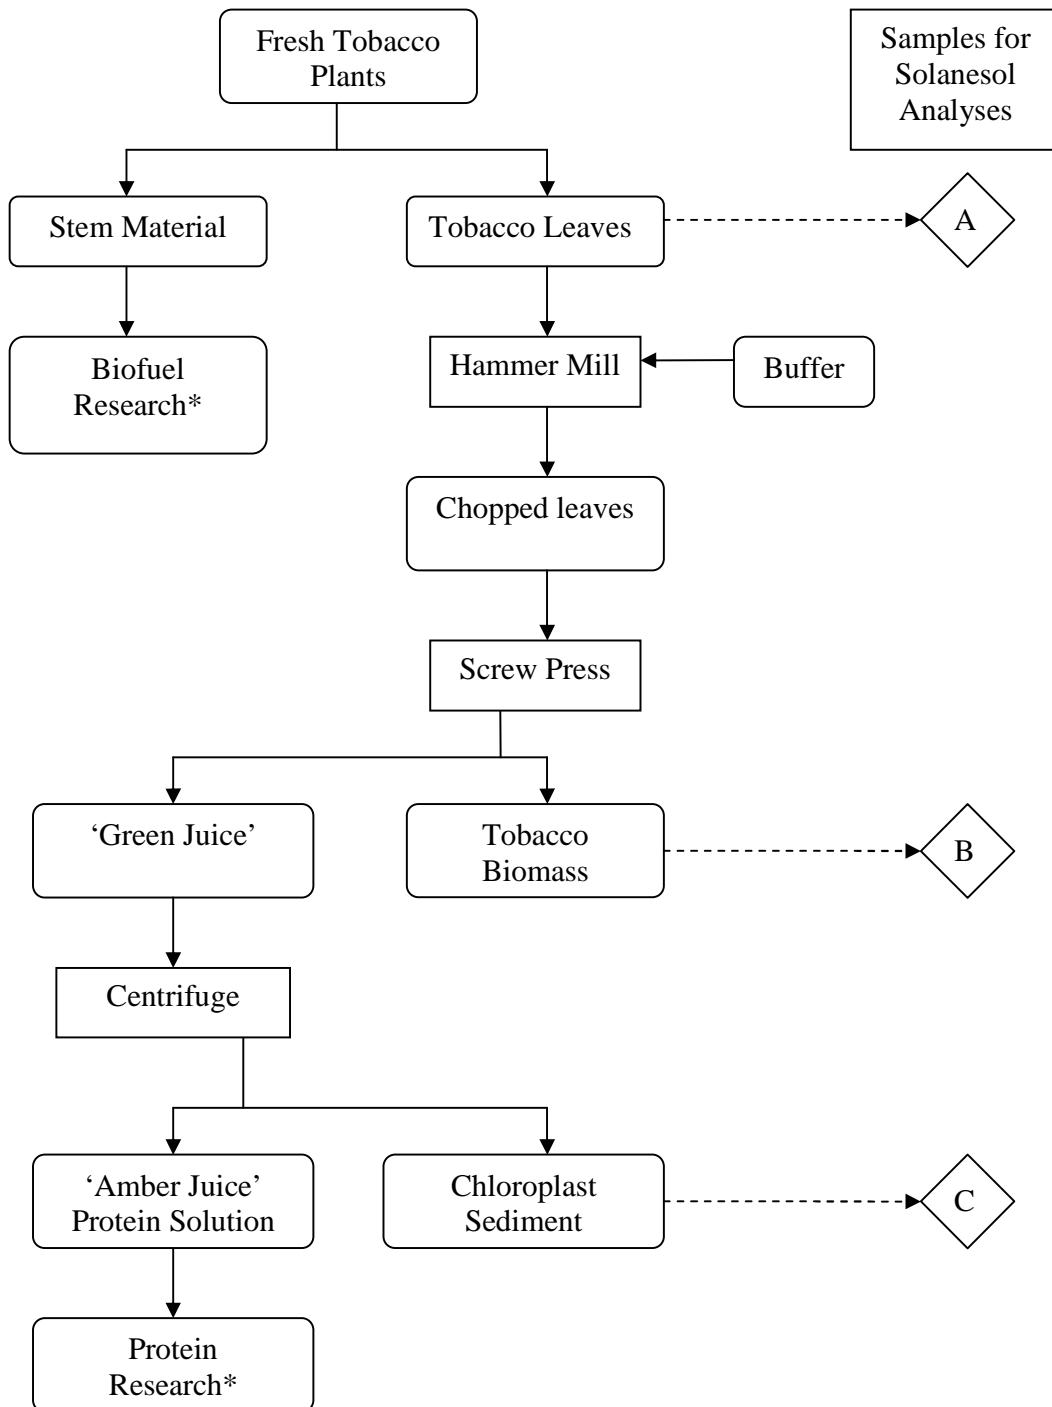 Fresh Tobacco
Plants
Samples for
Solanesol
Analyses
Stem Material
Tobacco Leaves
A
Biofuel
Research*
Hammer Mill
Buffer
Chopped leaves
Screw Press
‘Green Juice’
Tobacco
Biomass
B
Centrifuge
‘Amber Juice’
Protein Solution
Chloroplast
Sediment
C
Protein
Research*